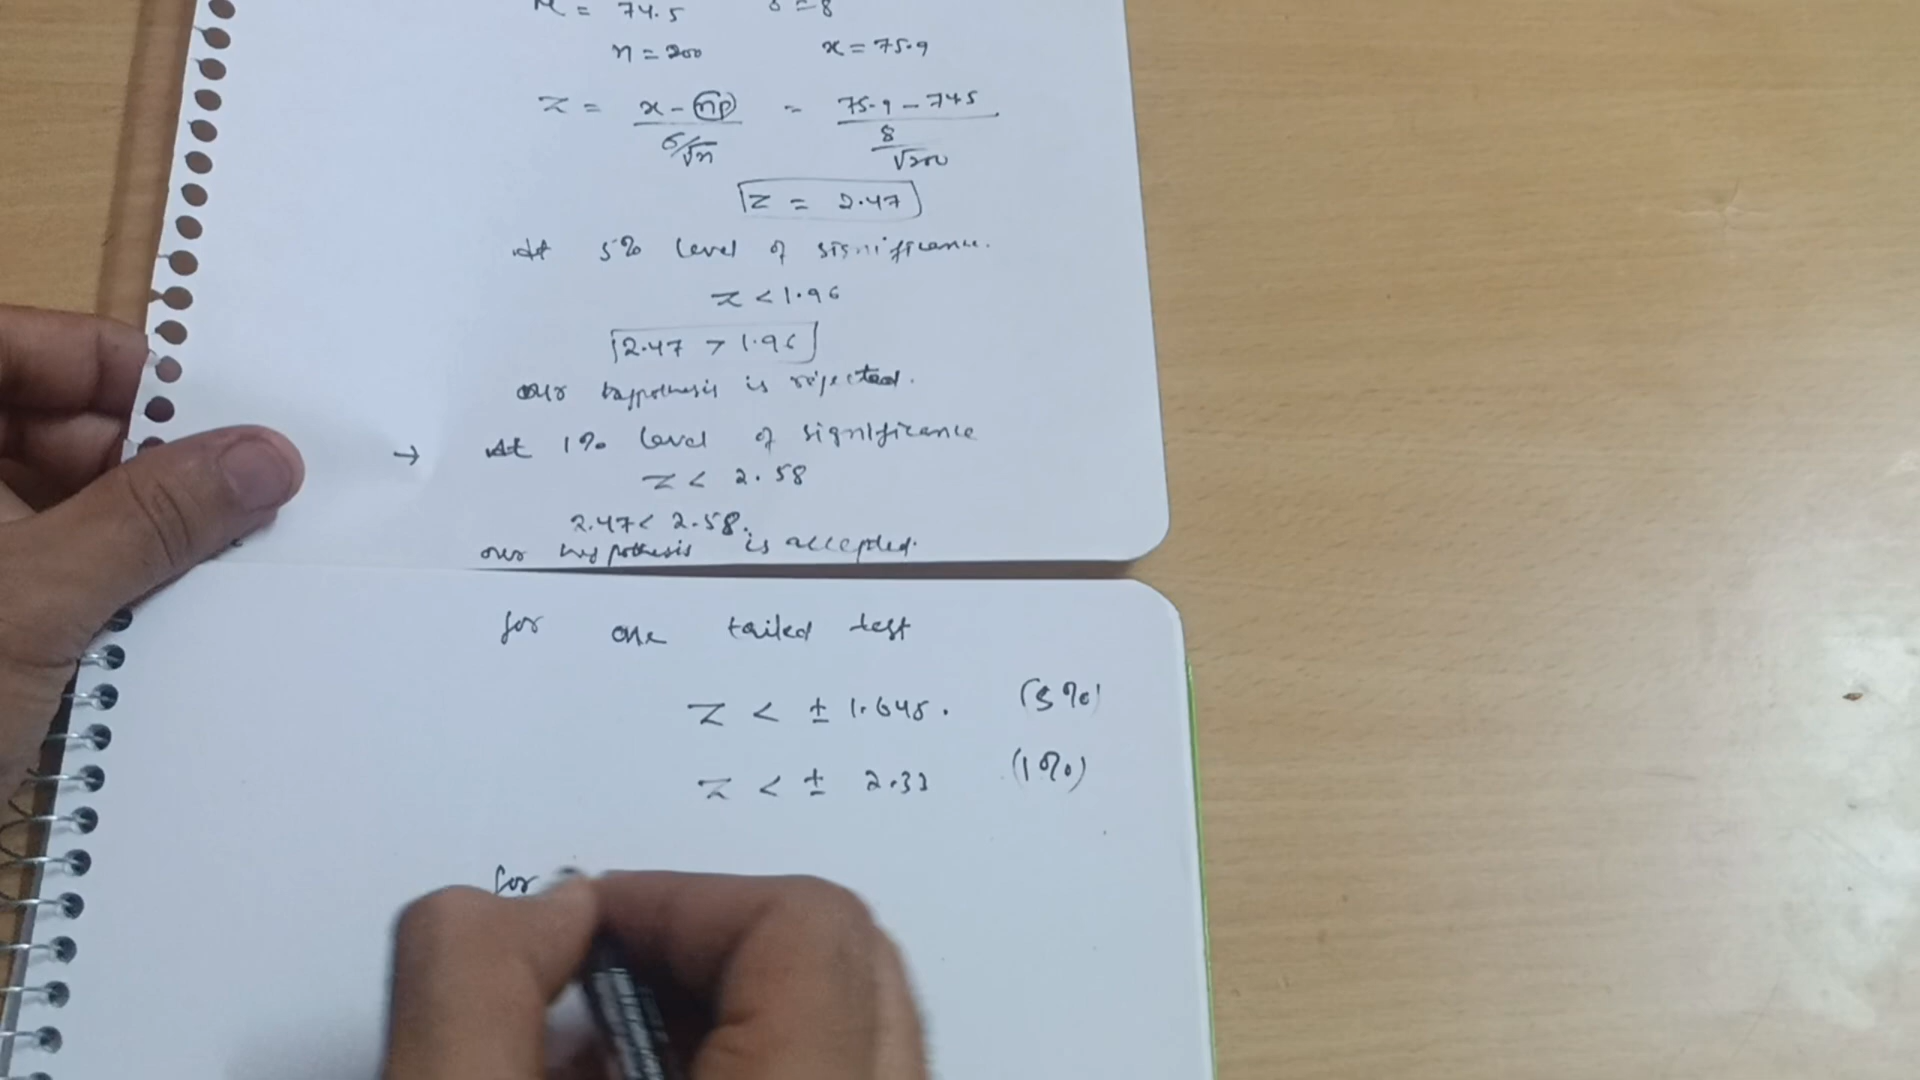 μ = 74.5 σ = 8
n = 200 x = 75.9
z = x - np / σ/√n = 75.9 - 745 / 8/√200
z = 2.47
At 5% level of significance.
z < 1.96
2.47 > 1.96
our hypothesis is rejected.
→ At 1% level of significance
z < 2.58
2.47 < 2.58.
our hypothesis is accepted.
for one tailed test
z < ± 1.645. (5%)
z < ± 2.33 (1%)
for